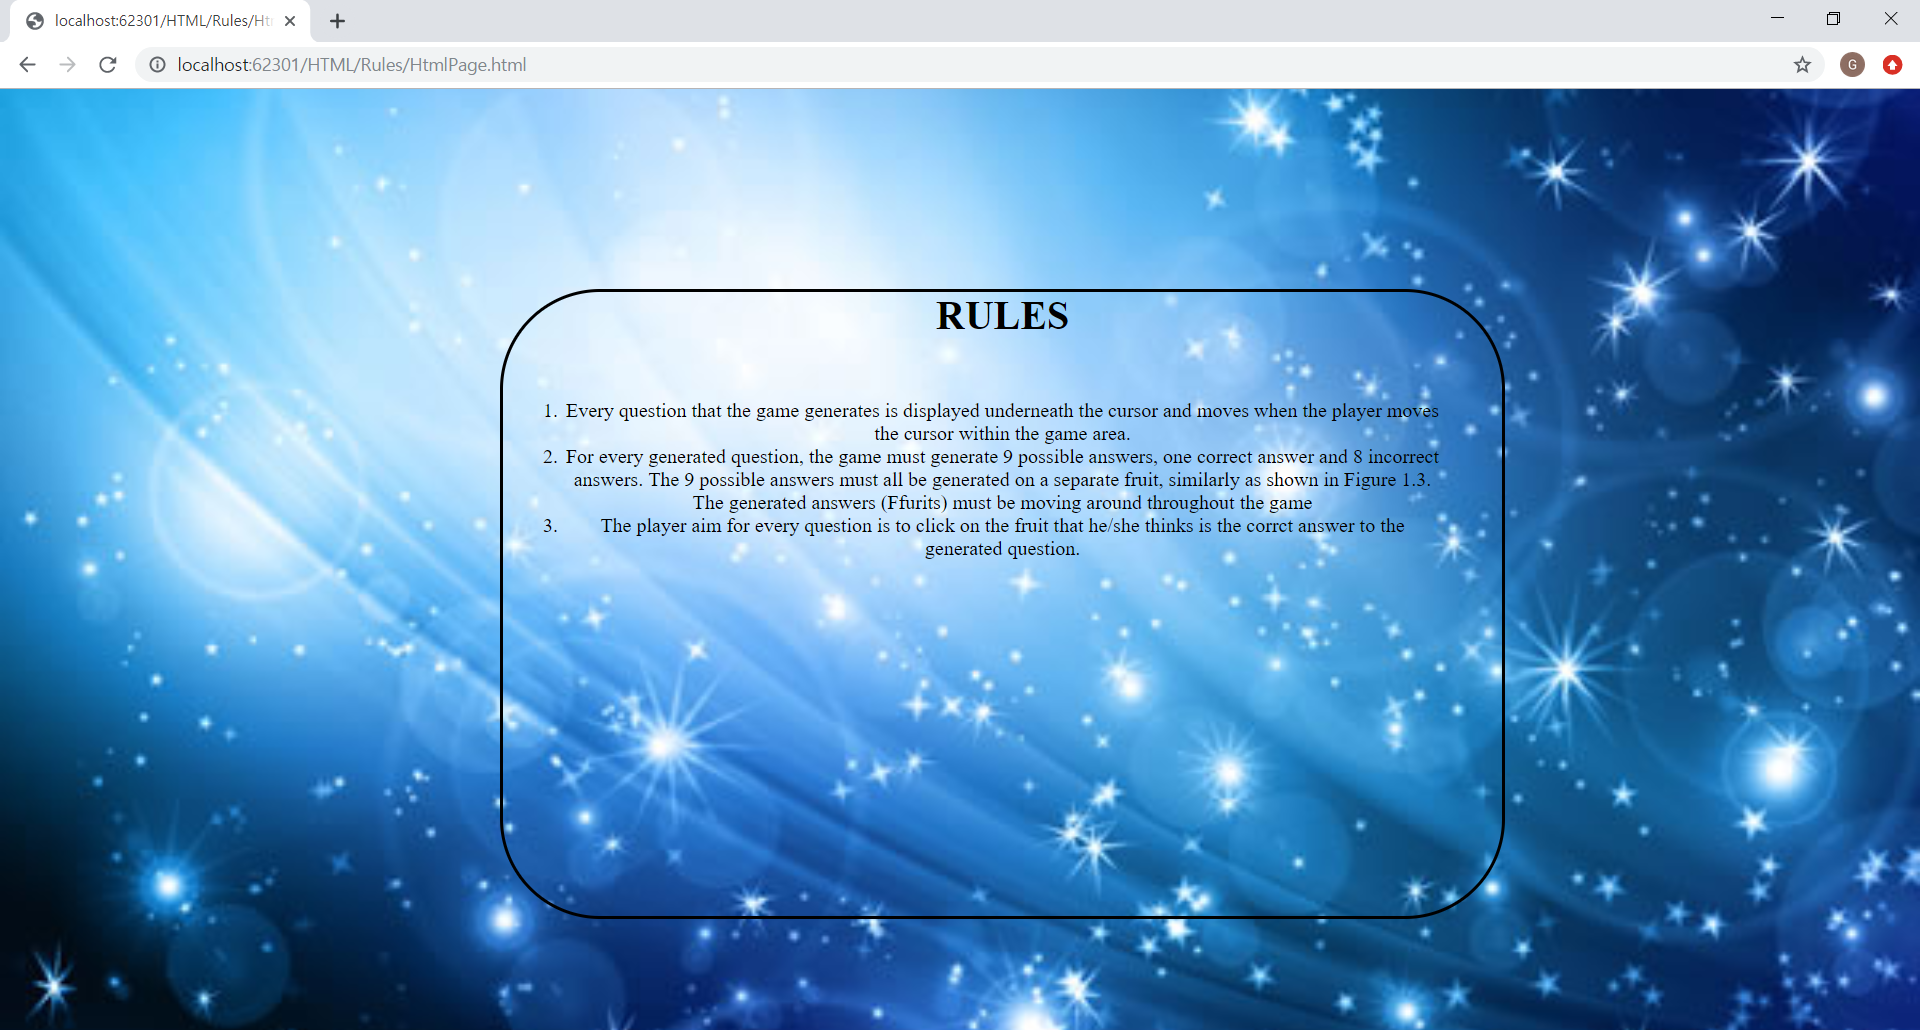 localhost:62301/HTML/Rules/Ht
localhost:62301/HTML/Rules/HtmlPage.html
G
RULES
1. Every question that the game generates is displayed underneath the cursor and moves when the player moves
the cursor within the game area.
2. For every generated question, the game must generate 9 possible answers, one correct answer and 8 incorrect
answers. The 9 possible answers must all be generated on a separate fruit, similarly as shown in Figure 1.3.
The generated answers (Ffurits) must be moving around throughout the game
3. The player aim for every question is to click on the fruit that he/she thinks is the corrct answer to the
generated question.